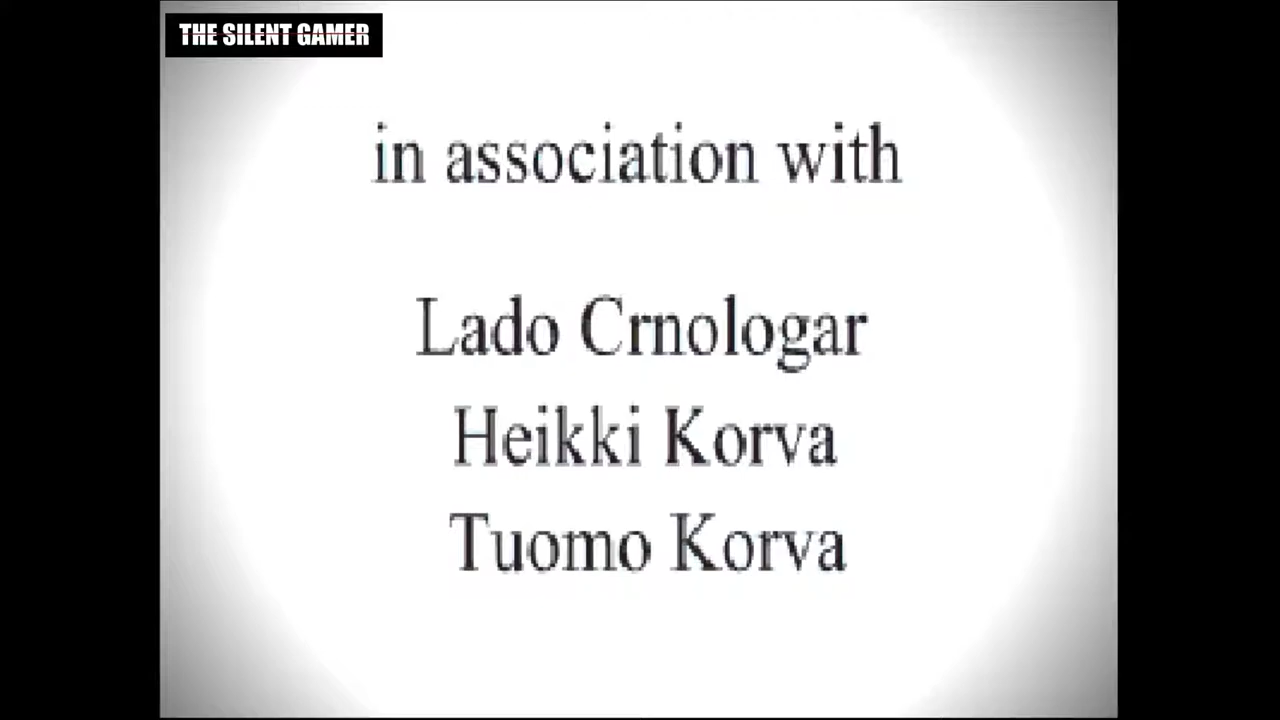 THE SILENT GAMER
in association with
Lado Crnologar
Heikki Korva
Tuomo Korva